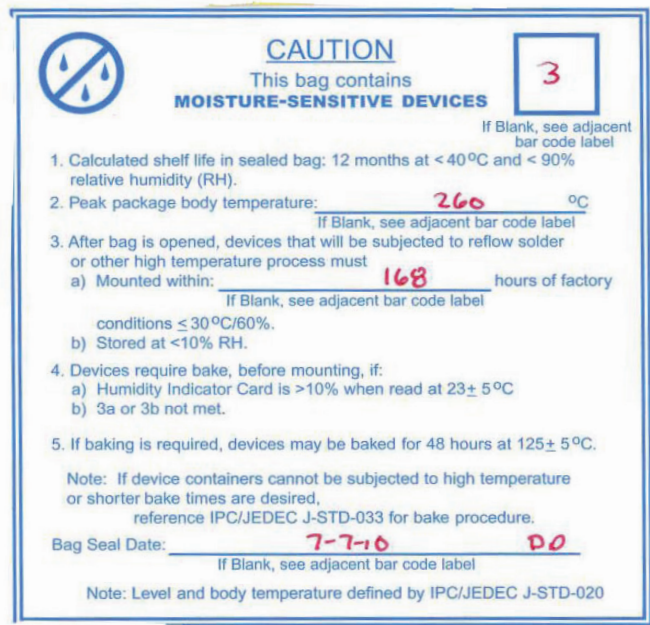 CAUTION
This bag contains
MOISTURE-SENSITIVE DEVICES
3
If Blank, see adjacent
bar code label
1. Calculated shelf life in sealed bag: 12 months at <40°C and < 90%
relative humidity (RH).
2. Peak package body temperature: 260 °C
If Blank, see adjacent bar code label
3. After bag is opened, devices that will be subjected to reflow solder
or other high temperature process must
a) Mounted within: 168 hours of factory
If Blank, see adjacent bar code label
conditions ≤30°C/60%.
b) Stored at <10% RH.
4. Devices require bake, before mounting, if:
a) Humidity Indicator Card is >10% when read at 23± 5°C
b) 3a or 3b not met.
5. If baking is required, devices may be baked for 48 hours at 125± 5°C.
Note: If device containers cannot be subjected to high temperature
or shorter bake times are desired,
reference IPC/JEDEC J-STD-033 for bake procedure.
Bag Seal Date: 7-7-10 DD
If Blank, see adjacent bar code label
Note: Level and body temperature defined by IPC/JEDEC J-STD-020